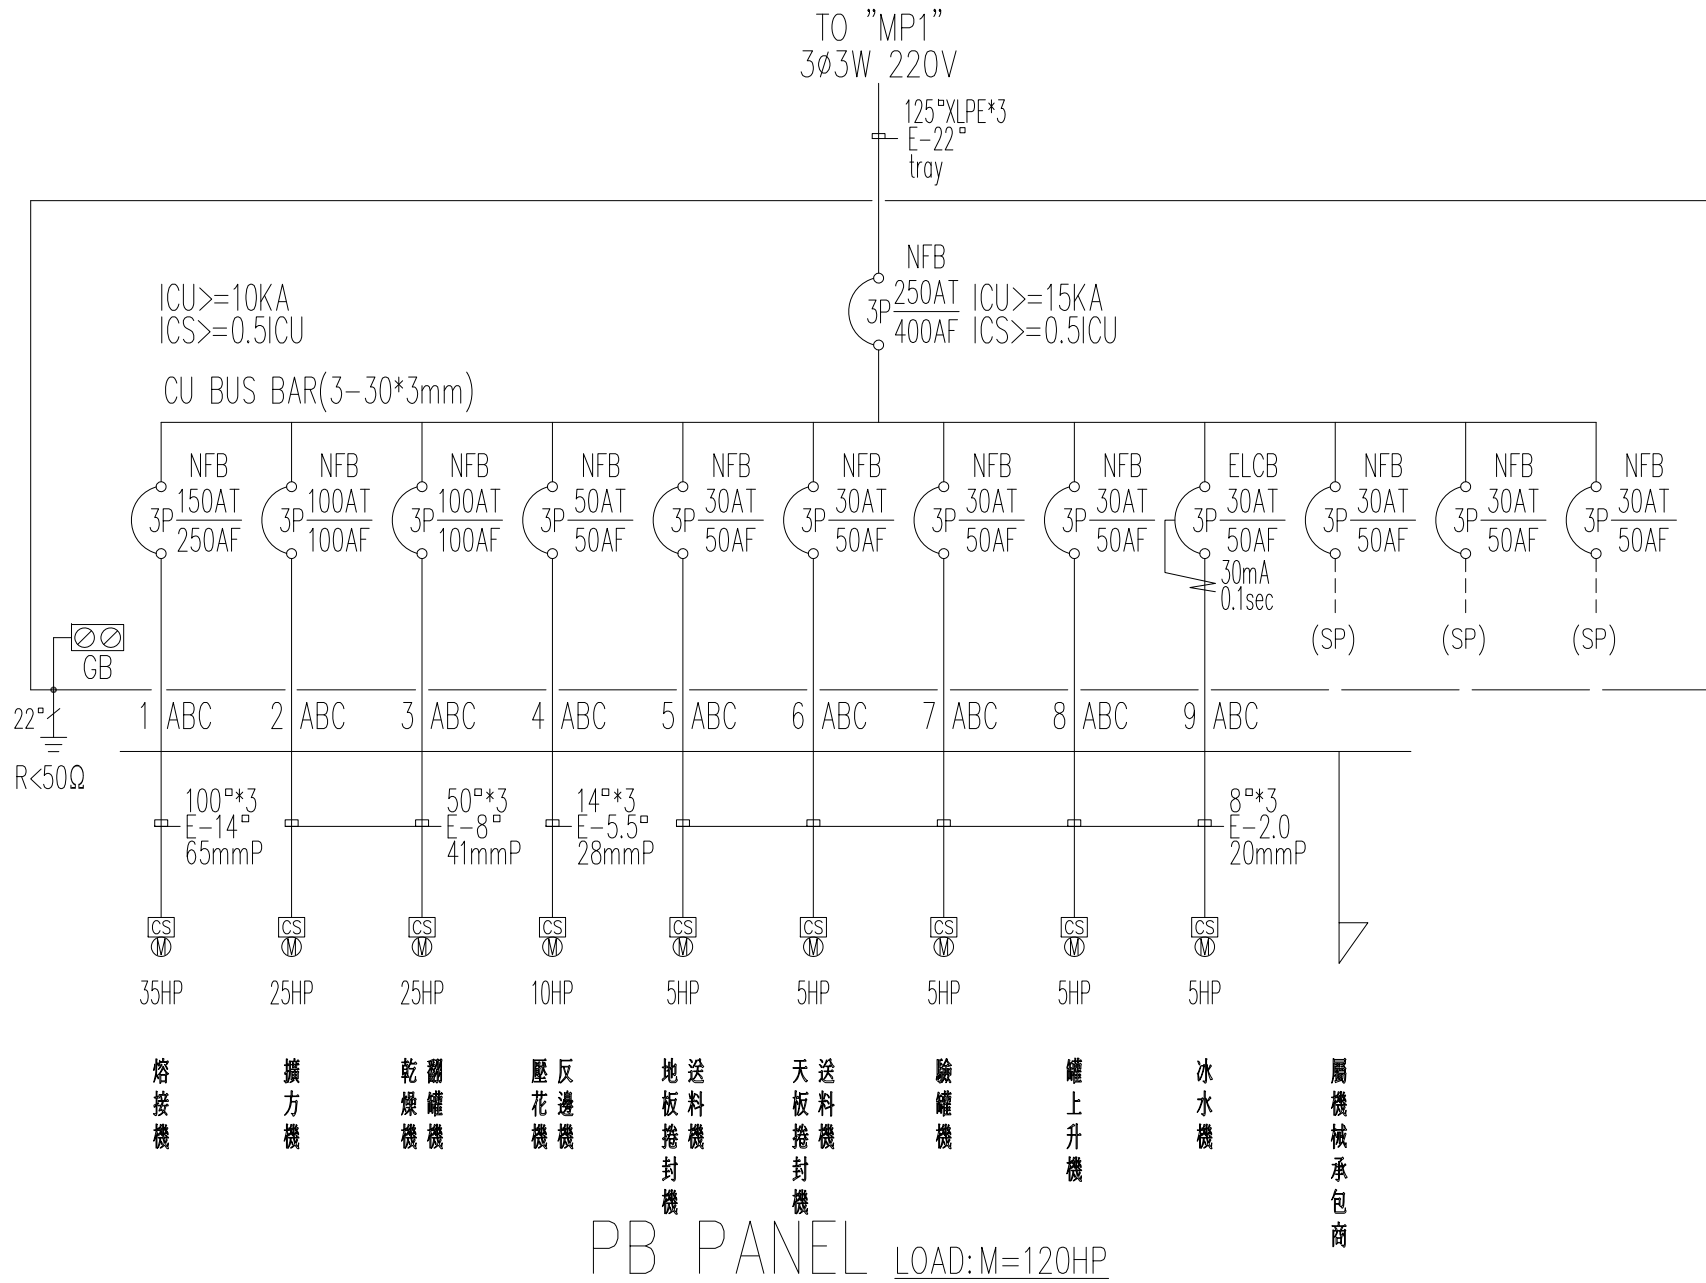 TO ”MP1”
3ø3W 220V
125□XLPE*3
E-22□
tray
NFB
3P 250AT
400AF
ICU>=15KA
ICS>=0.5ICU
ICU>=10KA
ICS>=0.5ICU
CU BUS BAR(3-30*3mm)
NFB
3P 150AT
250AF
NFB
3P 100AT
100AF
NFB
3P 100AT
100AF
NFB
3P 50AT
50AF
NFB
3P 30AT
50AF
NFB
3P 30AT
50AF
NFB
3P 30AT
50AF
NFB
3P 30AT
50AF
ELCB
3P 30AT
50AF
30mA
0.1sec
NFB
3P 30AT
50AF
(SP)
NFB
3P 30AT
50AF
(SP)
NFB
3P 30AT
50AF
(SP)
GB
22□
R<50Ω
1 ABC
2 ABC
3 ABC
4 ABC
5 ABC
6 ABC
7 ABC
8 ABC
9 ABC
100□*3
E-14□
65mmP
50□*3
E-8□
41mmP
14□*3
E-5.5□
28mmP
8□*3
E-2.0
20mmP
CS
M
CS
M
CS
M
CS
M
CS
M
CS
M
CS
M
CS
M
CS
M
35HP
25HP
25HP
10HP
5HP
5HP
5HP
5HP
5HP
熔接機
擴方機
翻罐機
乾燥機
反邊機
壓花機
送料機
地板捲封機
送料機
天板捲封機
驗罐機
罐上升機
冰水機
屬機械承包商
PB PANEL
LOAD:M=120HP